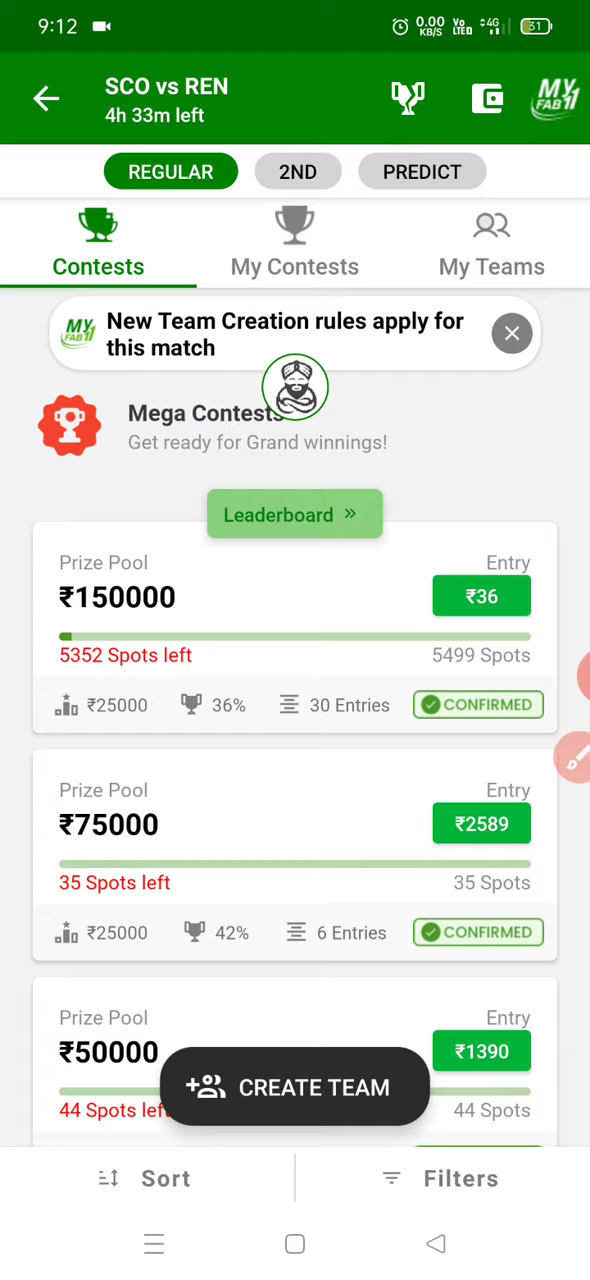 9:12
0.00 KB/S
Vo LTED
4G
31
SCO vs REN
4h 33m left
MY FAB 11
REGULAR
2ND
PREDICT
Contests
My Contests
My Teams
MY FAB 11
New Team Creation rules apply for
this match
Mega Contests
Get ready for Grand winnings!
Leaderboard »
Prize Pool
Entry
₹150000
₹36
5352 Spots left
5499 Spots
₹25000
36%
30 Entries
CONFIRMED
Prize Pool
Entry
₹75000
₹2589
35 Spots left
35 Spots
₹25000
42%
6 Entries
CONFIRMED
Prize Pool
Entry
₹50000
₹1390
CREATE TEAM
44 Spots left
44 Spots
Sort
Filters